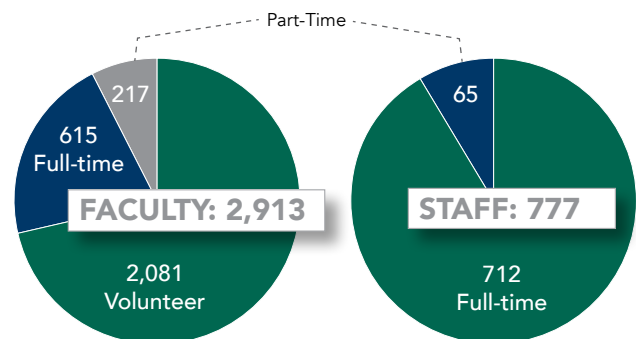 Part-Time
217
615
Full-time
FACULTY: 2,913
2,081
Volunteer
65
STAFF: 777
712
Full-time